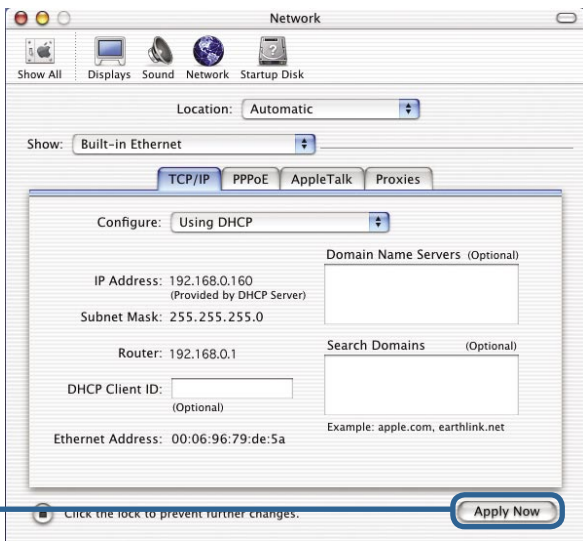 Network
Show All Displays Sound Network Startup Disk
Location: Automatic
Show: Built-in Ethernet
TCP/IP PPPoE AppleTalk Proxies
Configure: Using DHCP
Domain Name Servers (Optional)
IP Address: 192.168.0.160
(Provided by DHCP Server)
Subnet Mask: 255.255.255.0
Router: 192.168.0.1
Search Domains (Optional)
DHCP Client ID:
(Optional)
Example: apple.com, earthlink.net
Ethernet Address: 00:06:96:79:de:5a
Click the lock to prevent further changes.
Apply Now